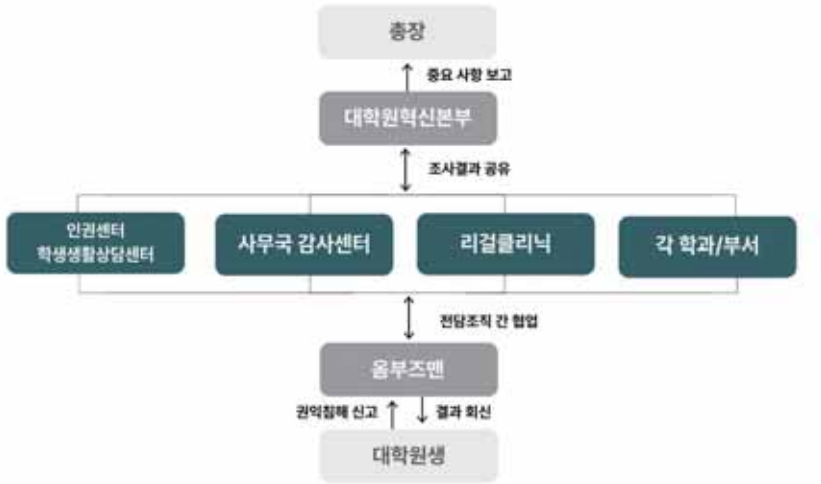 총장
중요 사항 보고
대학원혁신본부
조사결과 공유
인권센터
학생생활상담센터
사무국 감사센터
리걸클리닉
각 학과/부서
전담조직 간 협업
옴부즈맨
권익침해 신고
결과 회신
대학원생